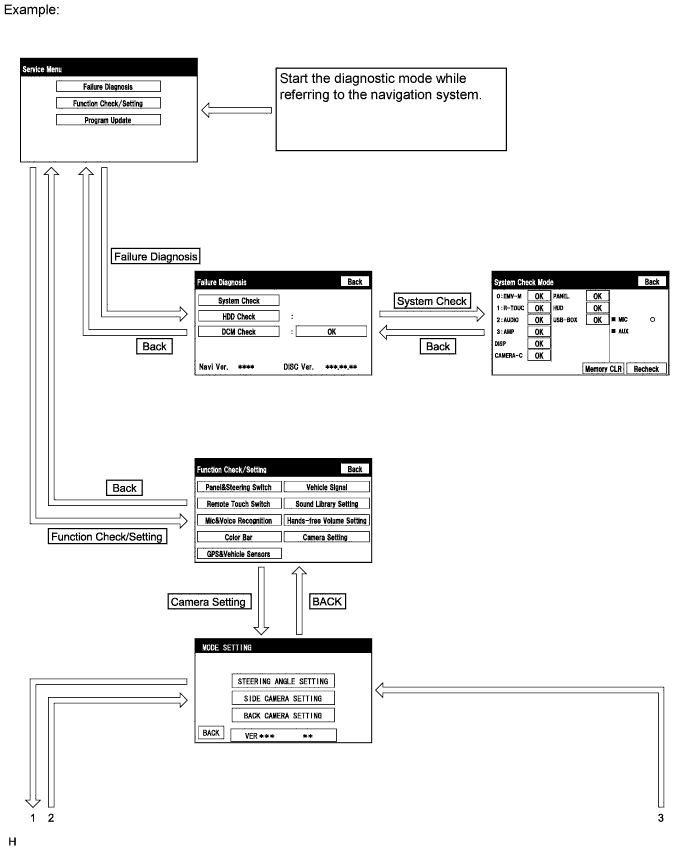 Example:
Service Menu
Failure Diagnosis
Function Check/Setting
Program Update
Start the diagnostic mode while
referring to the navigation system.
Failure Diagnosis
Failure Diagnosis Back
System Check
HDD Check :
DCM Check : OK
Navi Ver. **** DISC Ver. ***.**.**
Back
System Check
Back
System Check Mode Back
0:EMV-M OK PANEL OK
1:R-TOUC OK HUD OK
2:AUDIO OK USB-BOX OK ■ MIC ○
3:AMP OK ■ AUX
DISP OK
CAMERA-C OK
Memory CLR Recheck
Back
Function Check/Setting
Function Check/Setting Back
Panel&Steering Switch Vehicle Signal
Remote Touch Switch Sound Library Setting
Mic&Voice Recognition Hands-free Volume Setting
Color Bar Camera Setting
GPS&Vehicle Sensors
Camera Setting
BACK
MODE SETTING
STEERING ANGLE SETTING
SIDE CAMERA SETTING
BACK CAMERA SETTING
BACK VER *** **
1 2 3
H